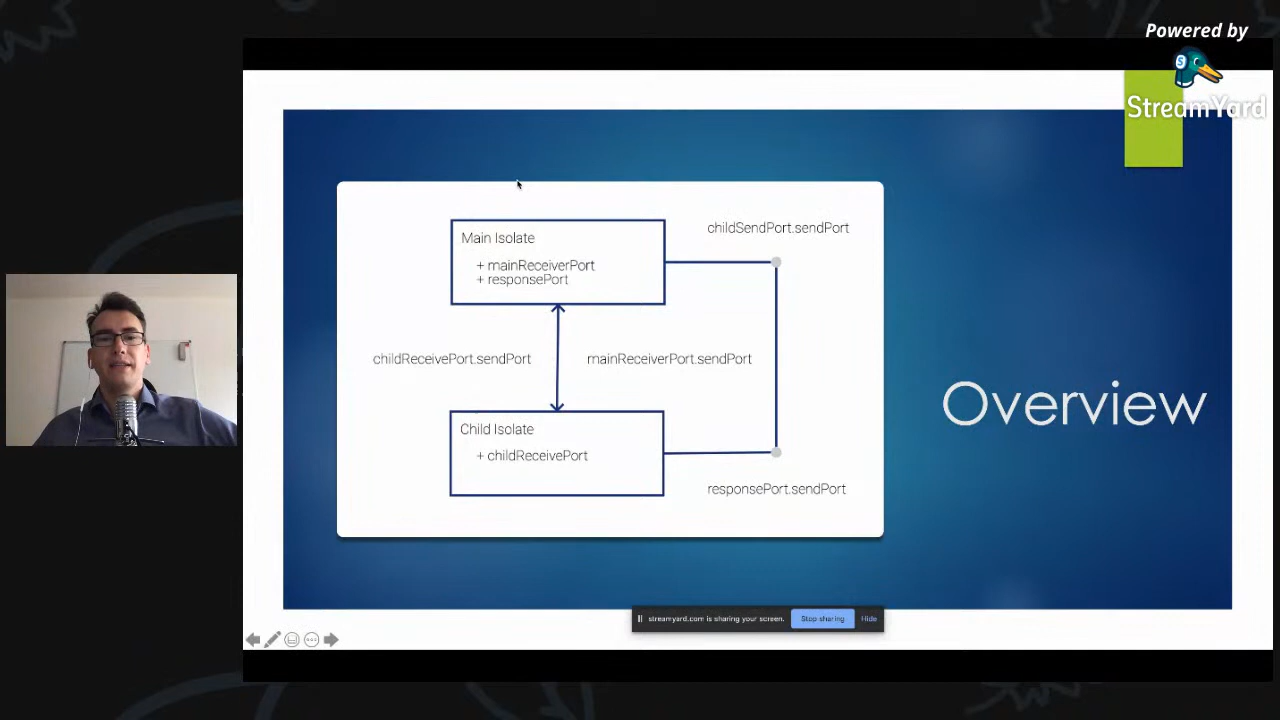 Powered by
StreamYard
Main Isolate
+ mainReceiverPort
+ responsePort
childSendPort.sendPort
childReceivePort.sendPort
mainReceiverPort.sendPort
Child Isolate
+ childReceivePort
responsePort.sendPort
Overview
streamyard.com is sharing your screen.
Stop sharing
Hide